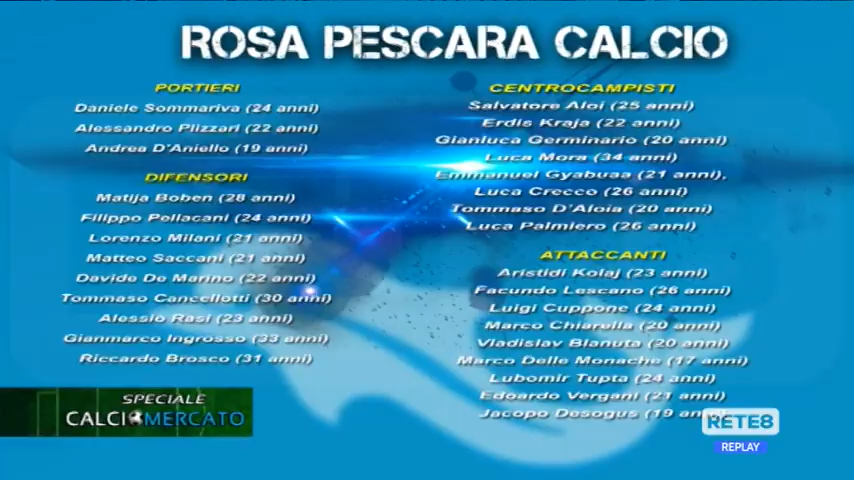 ROSA PESCARA CALCIO
PORTIERI
Daniele Sommariva (24 anni)
Alessandro Plizzari (22 anni)
Andrea D'Aniello (19 anni)
DIFENSORI
Matija Boben (28 anni)
Filippo Pellacani (24 anni)
Lorenzo Milani (21 anni)
Matteo Saccani (21 anni)
Davide De Marino (22 anni)
Tommaso Cancellotti (30 anni)
Alessio Rasi (23 anni)
Gianmarco Ingrosso (33 anni)
Riccardo Brosco (31 anni)
CENTROCAMPISTI
Salvatore Aloi (25 anni)
Erdis Kraja (22 anni)
Gianluca Germinario (20 anni)
Luca Mora (34 anni)
Emmanuel Gyabuaa (21 anni),
Luca Crecco (26 anni)
Tommaso D'Aloia (20 anni)
Luca Palmiero (26 anni)
ATTACCANTI
Aristidi Kolaj (23 anni)
Facundo Lescano (26 anni)
Luigi Cuppone (24 anni)
Marco Chiarella (20 anni)
Vladislav Blanuta (20 anni)
Marco Delle Monache (17 anni)
Lubomir Tupta (24 anni)
Edoardo Vergani (21 anni)
Jacopo Desogus (19
SPECIALE
CALCIOMERCATO
RETE8
REPLAY